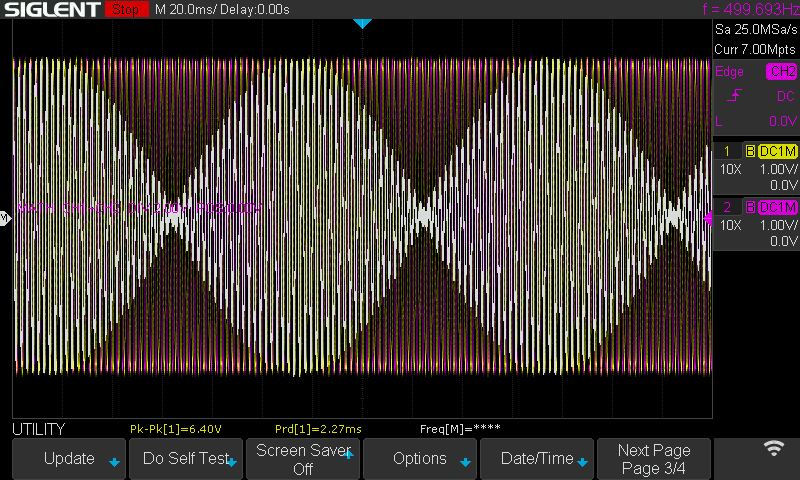 SIGLENT Stop M 20.0ms/ Delay:0.00s f = 499.693Hz
Sa 25.0MSa/s
Curr 7.00Mpts
Edge CH2
DC
L 0.0V
1 B DC1M
10X 1.00V/
0.0V
2 B DC1M
10X 1.00V/
0.0V
M
UTILITY Pk-Pk[1]=6.40V Prd[1]=2.27ms Freq[M]=****
Update Do Self Test Screen Saver Off Options Date/Time Next Page Page 3/4